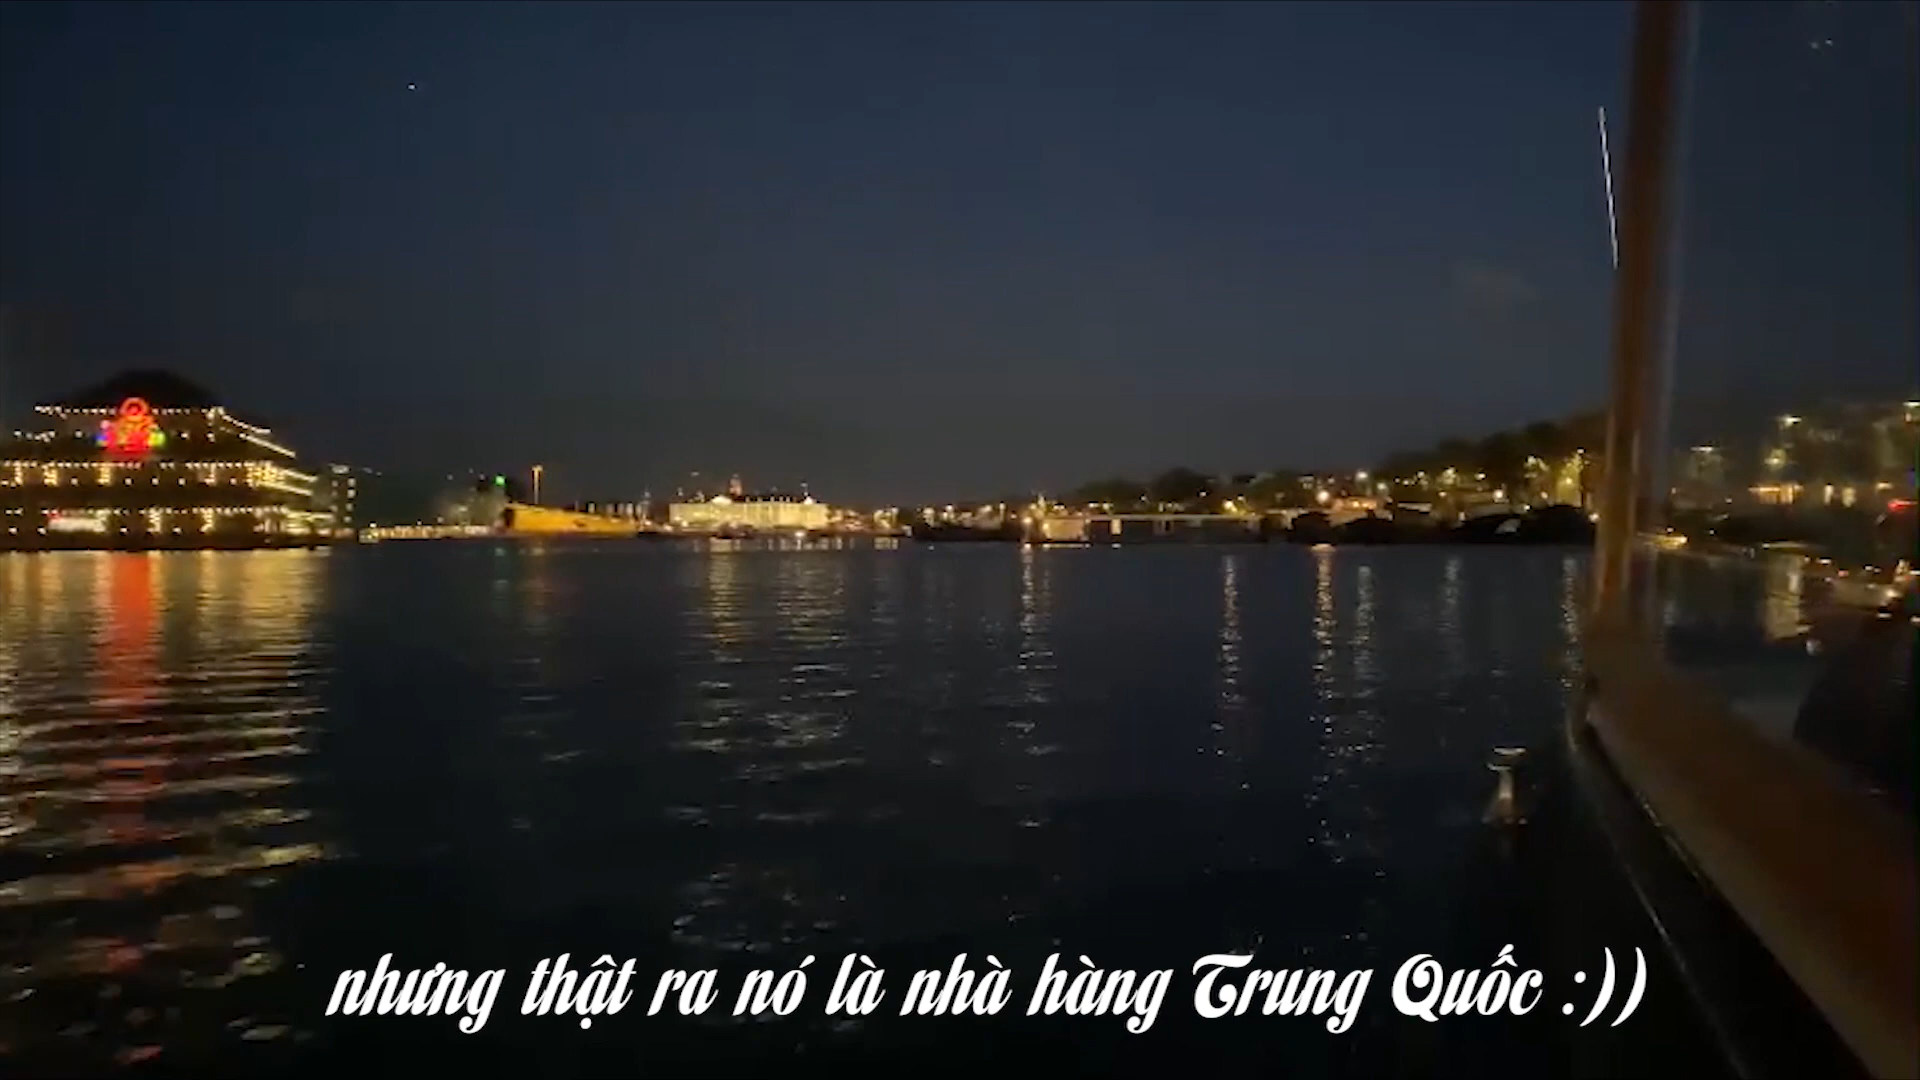 nhưng thật ra nó là nhà hàng Trung Quốc :))